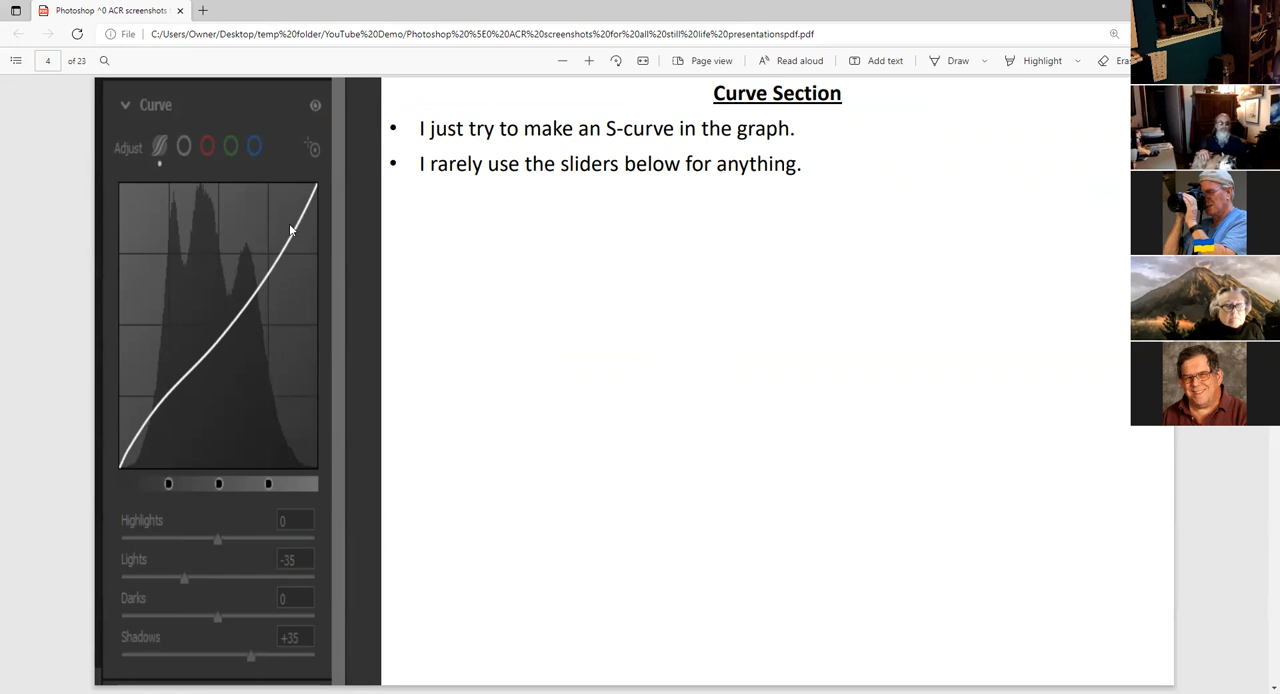 Photoshop ^0 ACR screenshots
File C:/Users/Owner/Desktop/temp%20folder/YouTube%20Demo/Photoshop%20%5E0%20ACR%20screenshots%20for%20all%20still%20life%20presentationspdf.pdf
4 of 23 Page view Read aloud Add text Draw Highlight Eras
Curve
Adjust
Highlights 0
Lights -35
Darks 0
Shadows +35
Curve Section
• I just try to make an S-curve in the graph.
• I rarely use the sliders below for anything.